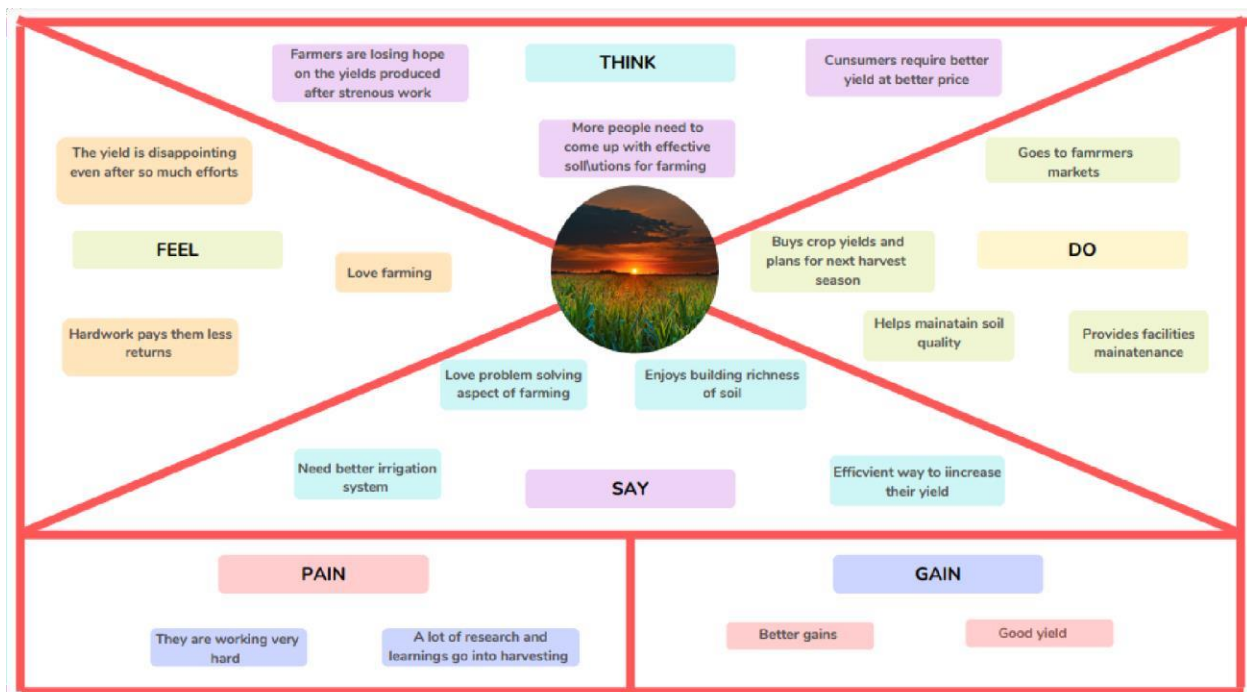 Farmers are losing hope
on the yields produced
after strenous work
THINK
Cunsumers require better
yield at better price
More people need to
come up with effective
soll\utions for farming
The yield is disappointing
even after so much efforts
FEEL
Love farming
Hardwork pays them less
returns
Goes to famrmers
markets
Buys crop yields and
plans for next harvest
season
DO
Helps mainatain soil
quality
Provides facilities
mainatenance
Love problem solving
aspect of farming
Enjoys building richness
of soil
Need better irrigation
system
SAY
Efficvient way to iincrease
their yield
PAIN
They are working very
hard
A lot of research and
learnings go into harvesting
GAIN
Better gains
Good yield